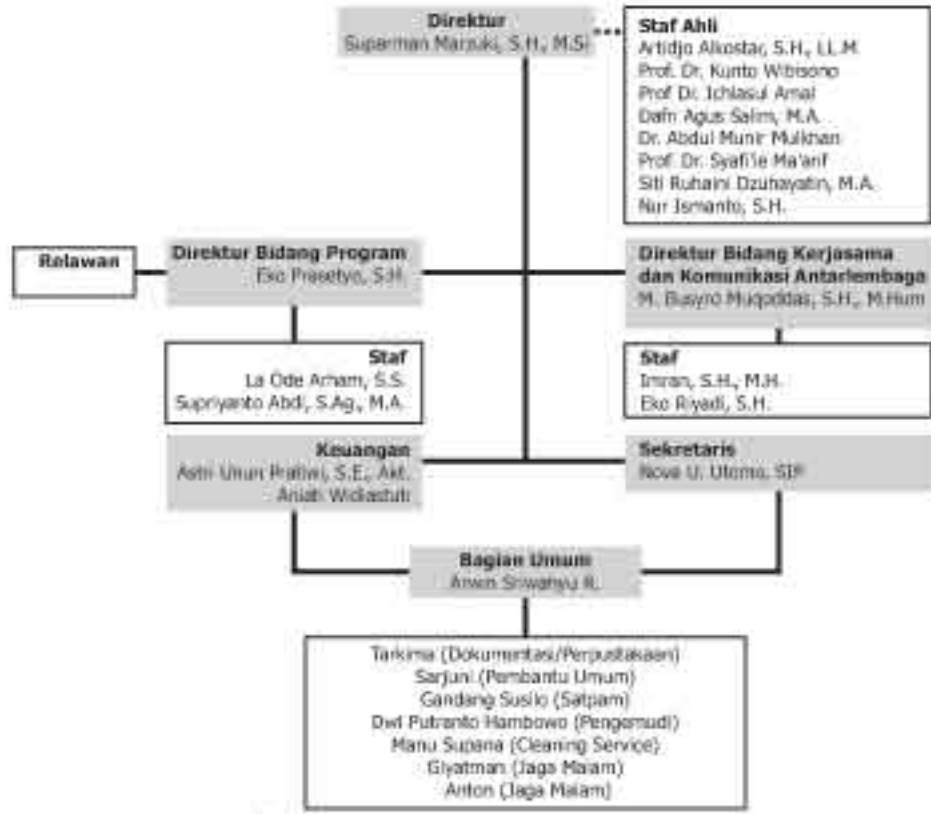 Direktur
Suparman Marzuki, S.H., M.Si
Staf Ahli
Artidjo Alkostar, S.H., LL.M
Prof. Dr. Kunto Wibisono
Prof Dr. Ichlasul Amal
Dafri Agus Salim, M.A.
Dr. Abdul Munir Mulkhan
Prof. Dr. Syafi'ie Ma'arif
Siti Ruhaini Dzuhayatin, M.A.
Nur Ismanto, S.H.
Relawan
Direktur Bidang Program
Eko Prasetyo, S.H.
Direktur Bidang Kerjasama
dan Komunikasi Antarlembaga
M. Busyro Muqoddas, S.H., M.Hum
Staf
La Ode Arham, S.S.
Supriyanto Abdi, S.Ag., M.A.
Staf
Imran, S.H., M.H.
Eko Riyadi, S.H.
Keuangan
Astri Unun Pratiwi, S.E., Akt.
Aniati Widiastuti
Sekretaris
Nova U. Utomo, SIP
Bagian Umum
Sriwahyu R.
Tarkima (Dokumentasi/Perpustakaan)
Sarjuni (Pembantu Umum)
Gandang Susilo (Satpam)
Dwi Putranto Hambowo (Pengemudi)
Manu Supana (Cleaning Service)
Giyatman (Jaga Malam)
Anton (Jaga Malam)